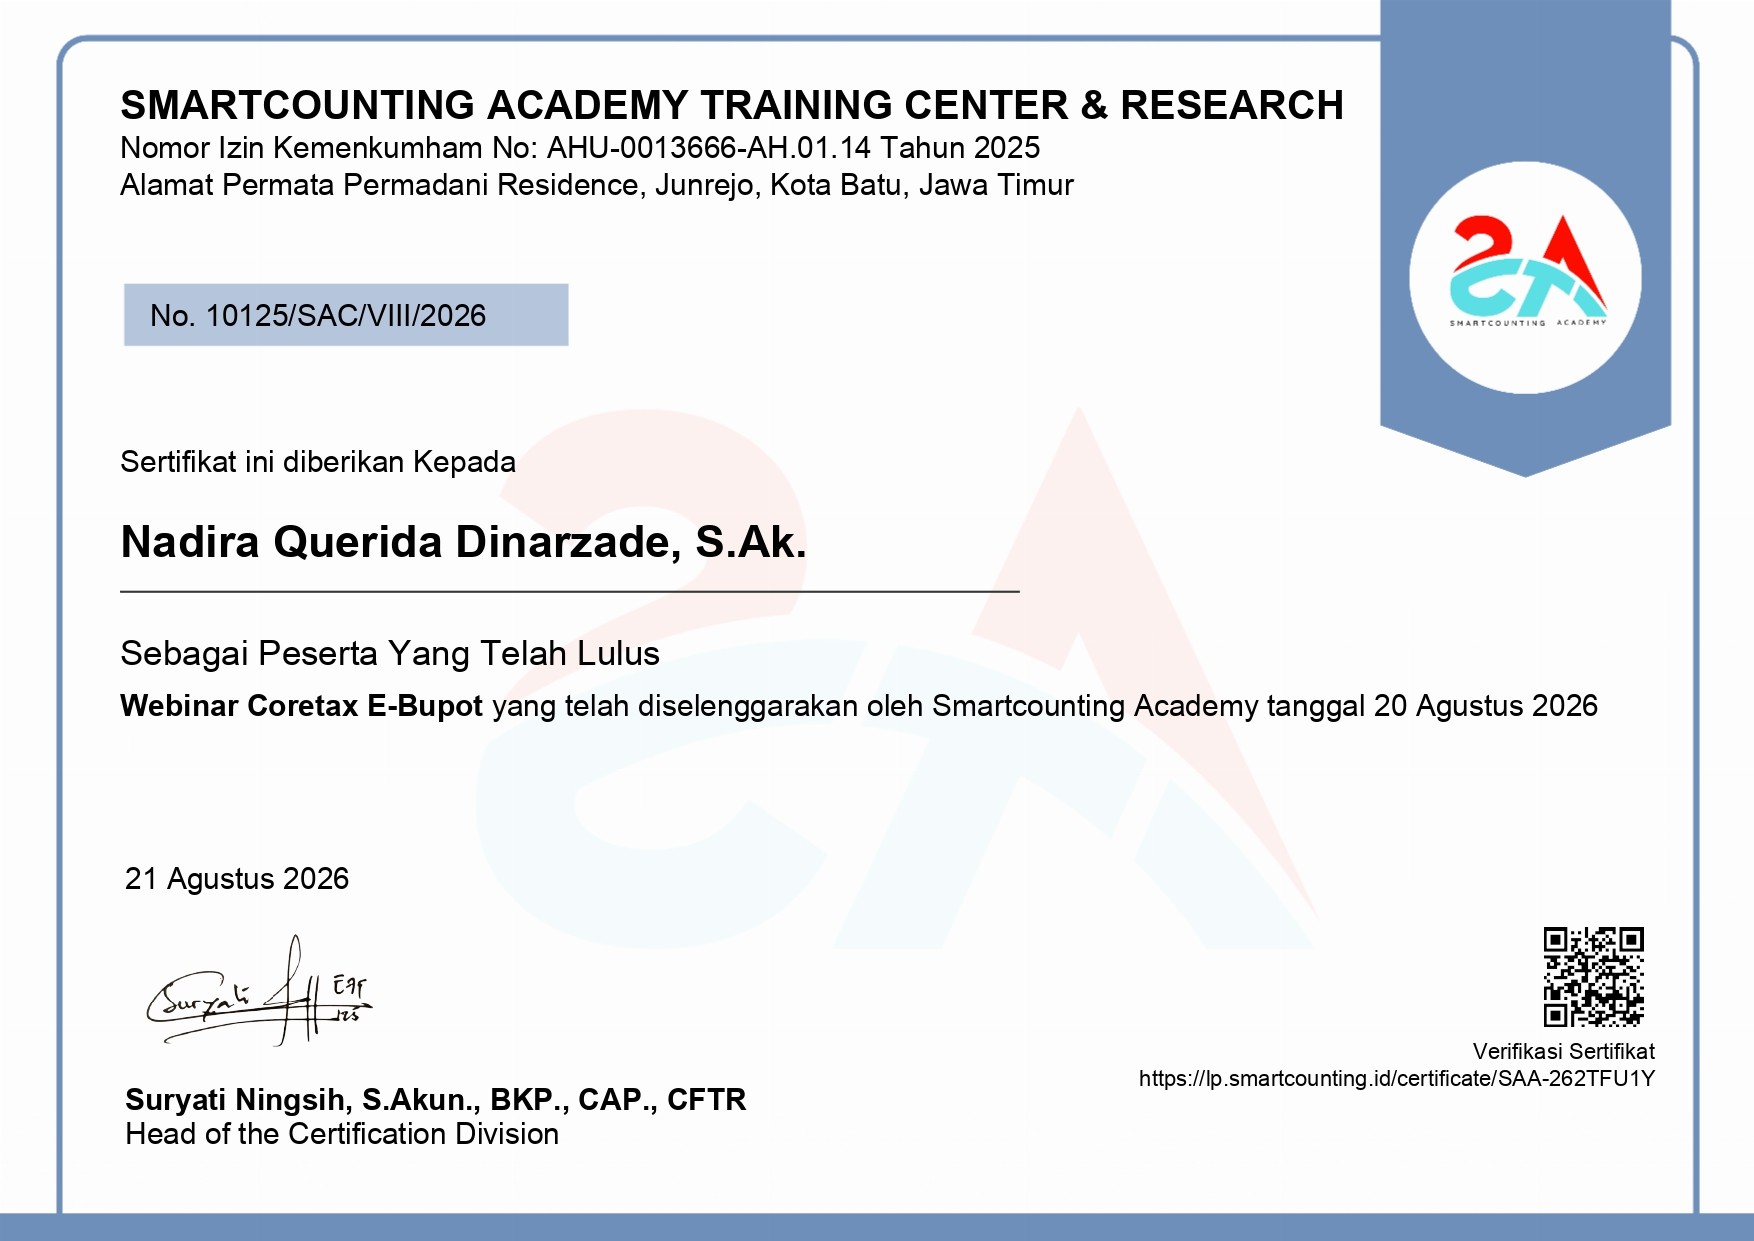 SMARTCOUNTING ACADEMY TRAINING CENTER & RESEARCH
Nomor Izin Kemenkumham No: AHU-0013666-AH.01.14 Tahun 2025
Alamat Permata Permadani Residence, Junrejo, Kota Batu, Jawa Timur
SMARTCOUNTING ACADEMY
No. 10125/SAC/VIII/2026
Sertifikat ini diberikan Kepada
Nadira Querida Dinarzade, S.Ak.
Sebagai Peserta Yang Telah Lulus
Webinar Coretax E-Bupot yang telah diselenggarakan oleh Smartcounting Academy tanggal 20 Agustus 2026
21 Agustus 2026
Suryati
Verifikasi Sertifikat
https://lp.smartcounting.id/certificate/SAA-262TFU1Y
Suryati Ningsih, S.Akun., BKP., CAP., CFTR
Head of the Certification Division